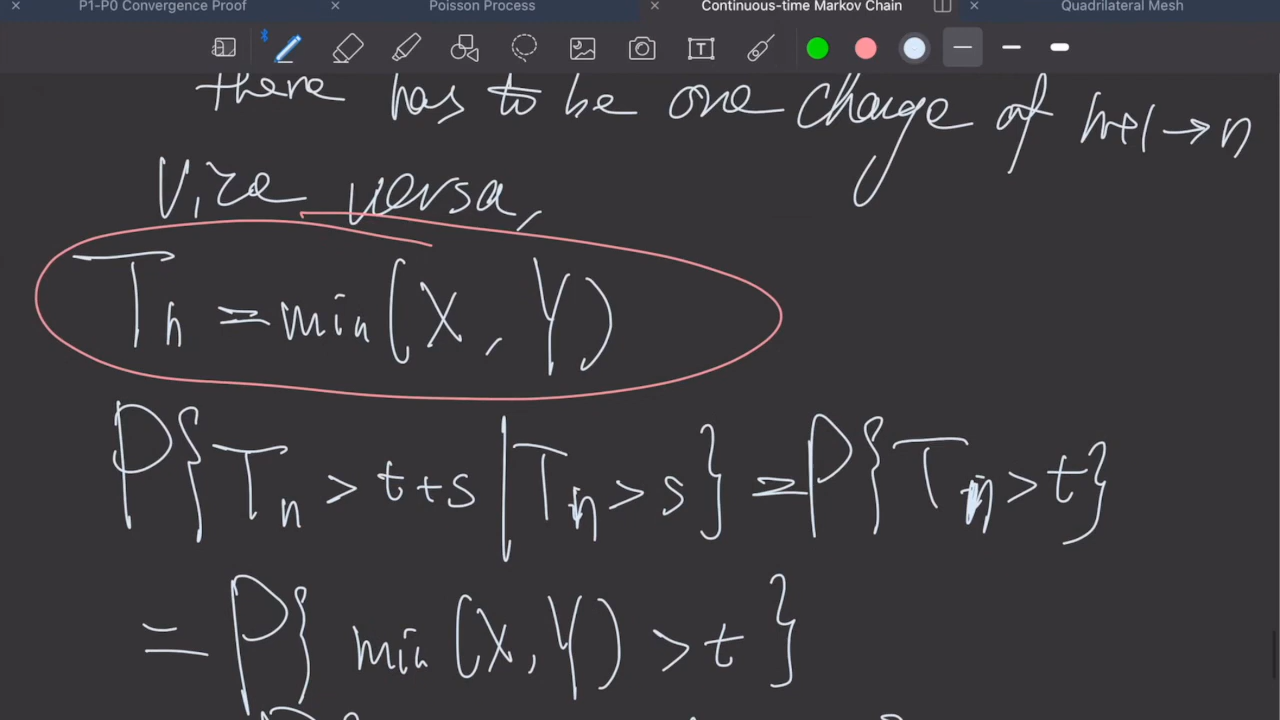 P1-P0 Convergence Proof Poisson Process Continuous-time Markov Chain Quadrilateral Mesh
there has to be one change of n+1 → n
Vice versa,
Tn = min(X, Y)
P{Tn > t+s | Tn > s} = P{Tn > t}
= P{ min(X, Y) > t }